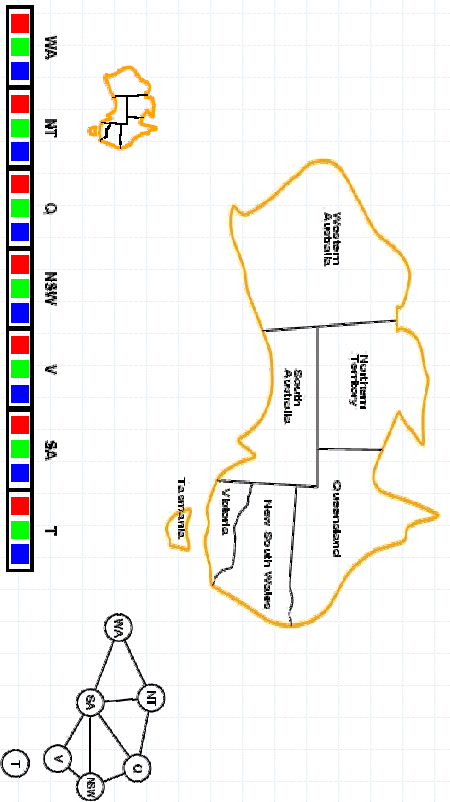 WA
NT
Q
NSW
V
SA
T
Western
Australia
Northern
Territory
South
Australia
Queensland
New South Wales
Victoria
Tasmania
WA
NT
SA
Q
NSW
V
T